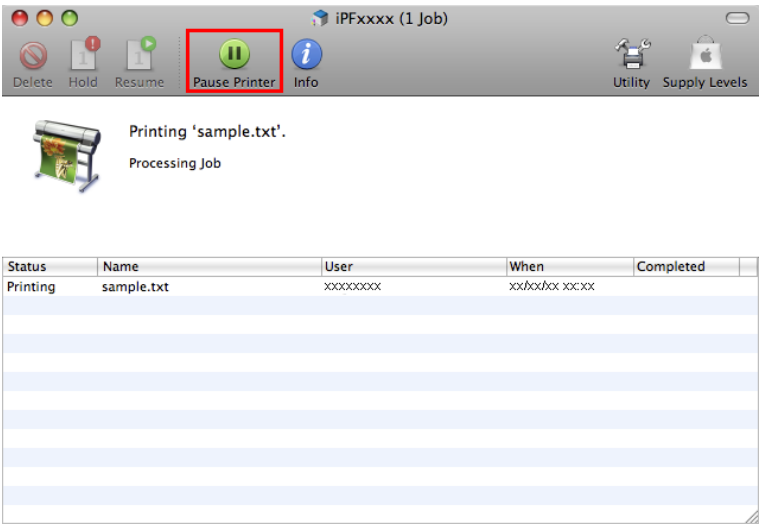 iPFxxxx (1 Job)
Delete Hold Resume Pause Printer Info Utility Supply Levels
Printing ‘sample.txt’.
Processing Job
Status Name User When Completed
Printing sample.txt xxxxxxxx xx/xx/xx xx:xx